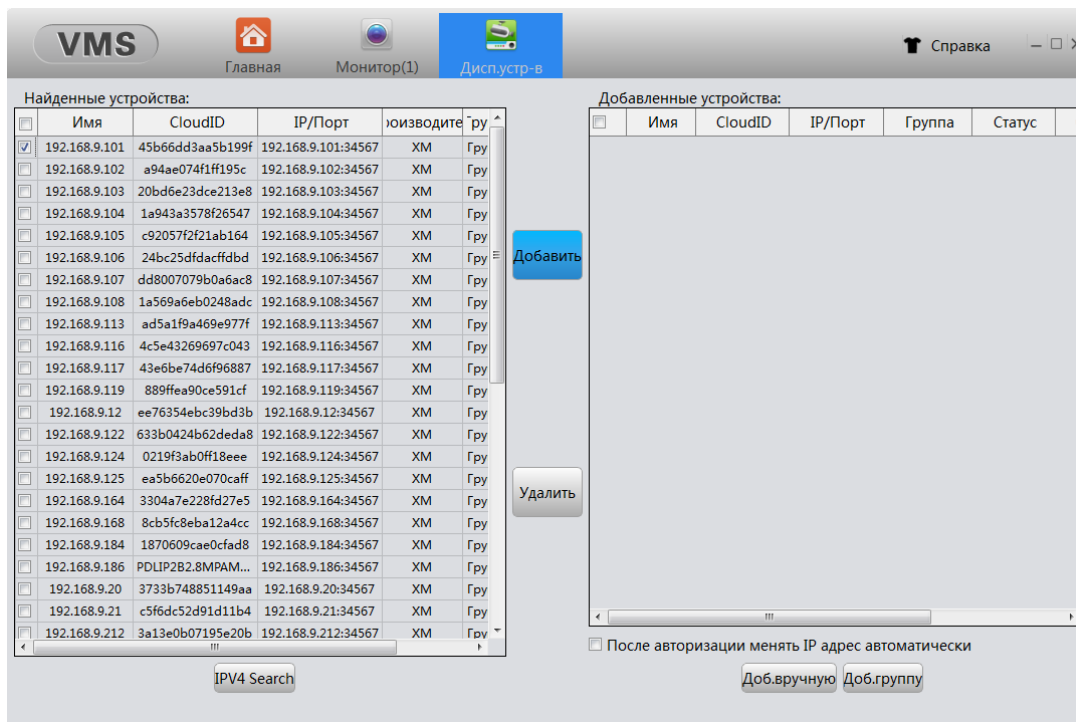 VMS
Главная
Монитор(1)
Дисп.устр-в
Справка
Найденные устройства:
Имя CloudID IP/Порт роизводите Гру
192.168.9.101 45b66dd3aa5b199f 192.168.9.101:34567 XM Гру
192.168.9.102 a94ae074f1ff195c 192.168.9.102:34567 XM Гру
192.168.9.103 20bd6e23dce213e8 192.168.9.103:34567 XM Гру
192.168.9.104 1a943a3578f26547 192.168.9.104:34567 XM Гру
192.168.9.105 c92057f2f21ab164 192.168.9.105:34567 XM Гру
192.168.9.106 24bc25dfdacffdbd 192.168.9.106:34567 XM Гру
192.168.9.107 dd8007079b0a6ac8 192.168.9.107:34567 XM Гру
192.168.9.108 1a569a6eb0248adc 192.168.9.108:34567 XM Гру
192.168.9.113 ad5a1f9a469e977f 192.168.9.113:34567 XM Гру
192.168.9.116 4c5e43269697c043 192.168.9.116:34567 XM Гру
192.168.9.117 43e6be74d6f96887 192.168.9.117:34567 XM Гру
192.168.9.119 889ffea90ce591cf 192.168.9.119:34567 XM Гру
192.168.9.12 ee76354ebc39bd3b 192.168.9.12:34567 XM Гру
192.168.9.122 633b0424b62deda8 192.168.9.122:34567 XM Гру
192.168.9.124 0219f3ab0ff18eee 192.168.9.124:34567 XM Гру
192.168.9.125 ea5b6620e070caff 192.168.9.125:34567 XM Гру
192.168.9.164 3304a7e228fd27e5 192.168.9.164:34567 XM Гру
192.168.9.168 8cb5fc8eba12a4cc 192.168.9.168:34567 XM Гру
192.168.9.184 1870609cae0cfad8 192.168.9.184:34567 XM Гру
192.168.9.186 PDLIP2B2.8MPAM... 192.168.9.186:34567 XM Гру
192.168.9.20 3733b748851149aa 192.168.9.20:34567 XM Гру
192.168.9.21 c5f6dc52d91d11b4 192.168.9.21:34567 XM Гру
192.168.9.212 3a13e0b07195e20b 192.168.9.212:34567 XM Гру
IPV4 Search
Добавить
Удалить
Добавленные устройства:
Имя CloudID IP/Порт Группа Статус
После авторизации менять IP адрес автоматически
Доб.вручную Доб.группу